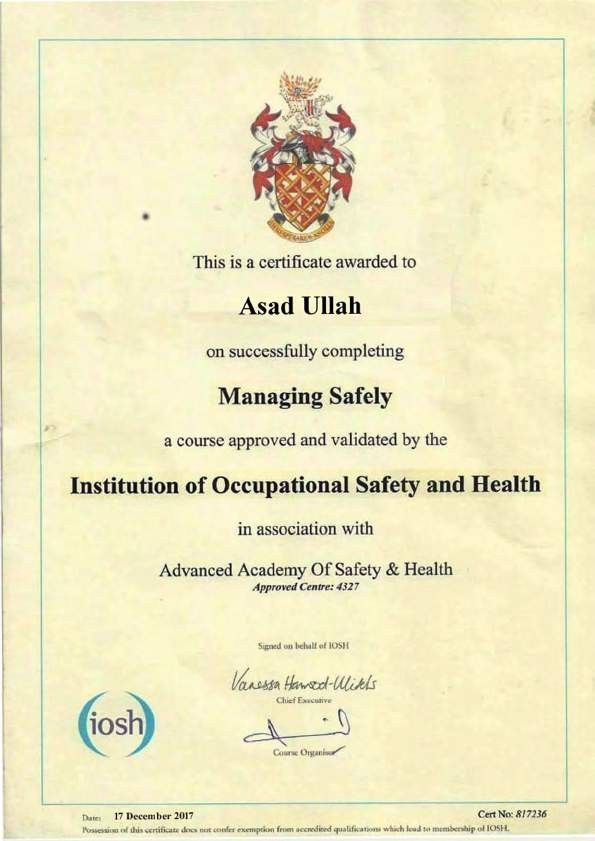 This is a certificate awarded to
Asad Ullah
on successfully completing
Managing Safely
a course approved and validated by the
Institution of Occupational Safety and Health
in association with
Advanced Academy Of Safety & Health
Approved Centre: 4327
Signed on behalf of IOSH
Vanessa
Chief Executive
Course Organiser
iosh
Date: 17 December 2017
Cert No: 817236
Possession of this certificate does not confer exemption from accredited qualifications which lead to membership of IOSH.